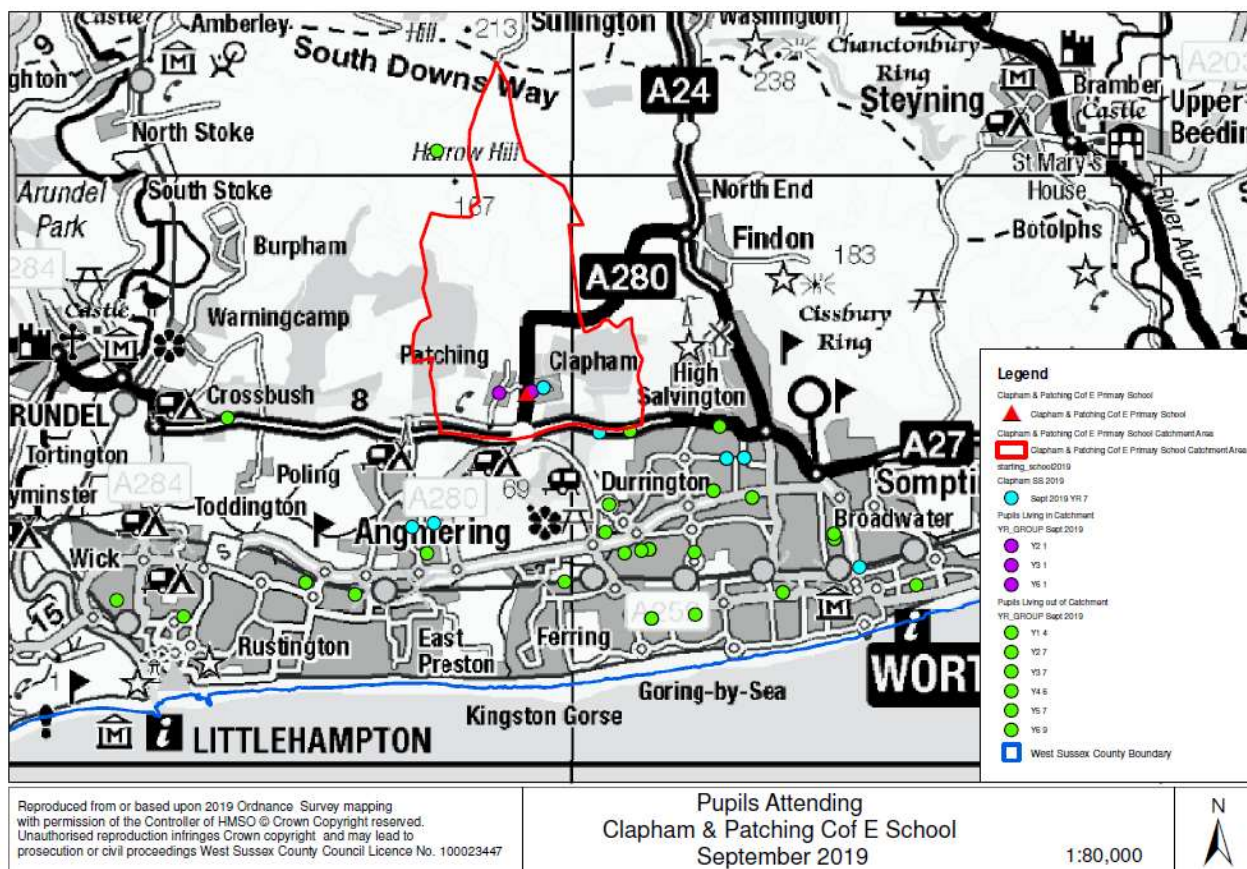 213
Sullington
Washington
Amberley
Hill
9
South Downs Way
A24
238
Chanctonbury
Ring
Steyning
Bramber
Castle
Upper
Beedin
North Stoke
Harrow Hill
St Mary's
House
Arundel
Park
South Stoke
167
North End
River Adur
Burpham
Findon
183
Botolphs
A280
284
Castle
Warningcamp
Cissbury
Ring
Patching
Clapham
High
Salvington
Crossbush
8
RUNDEL
A27
Tortington
Poling
Durrington
Sompti
yminster
A284
Toddington
A280
69
Angmering
Broadwater
Wick
S
15
A259
Rustington
East
Preston
Ferring
WORT
Goring-by-Sea
Kingston Gorse
1
LITTLEHAMPTON
Legend
Clapham & Patching Cof E Primary School
Clapham & Patching Cof E Primary School
Clapham & Patching Cof E Primary School Catchment Area
Clapham & Patching Cof E Primary School Catchment Area
starting_school2019
Clapham SS 2019
Sept 2019 YR 7
Pupils Living in Catchment
YR_GROUP Sept 2019
Y2 1
Y3 1
Y6 1
Pupils Living out of Catchment
YR_GROUP Sept 2019
Y1 4
Y2 7
Y3 7
Y4 6
Y5 7
Y6 9
West Sussex County Boundary
Reproduced from or based upon 2019 Ordnance Survey mapping
with permission of the Controller of HMSO © Crown Copyright reserved.
Unauthorised reproduction infringes Crown copyright and may lead to
prosecution or civil proceedings West Sussex County Council Licence No. 100023447
Pupils Attending
Clapham & Patching Cof E School
September 2019
1:80,000
N